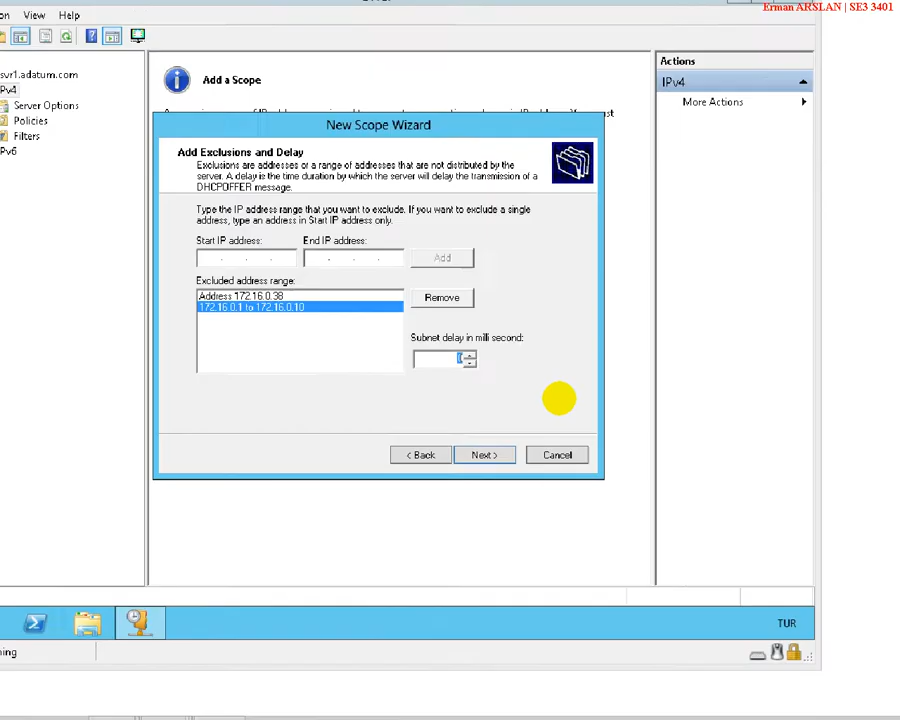 Erman ARSLAN | SE3 3401
on View Help
svr1.adatum.com
Pv4
Server Options
Policies
Filters
Pv6
Add a Scope
New Scope Wizard
Add Exclusions and Delay
Exclusions are addresses or a range of addresses that are not distributed by the
server. A delay is the time duration by which the server will delay the transmission of a
DHCPOFFER message.
Type the IP address range that you want to exclude. If you want to exclude a single
address, type an address in Start IP address only.
Start IP address: End IP address:
Add
Excluded address range:
Address 172.16.0.38
172.16.0.1 to 172.16.0.10
Remove
Subnet delay in milli second:
0
< Back Next > Cancel
Actions
IPv4
More Actions
TUR
ning